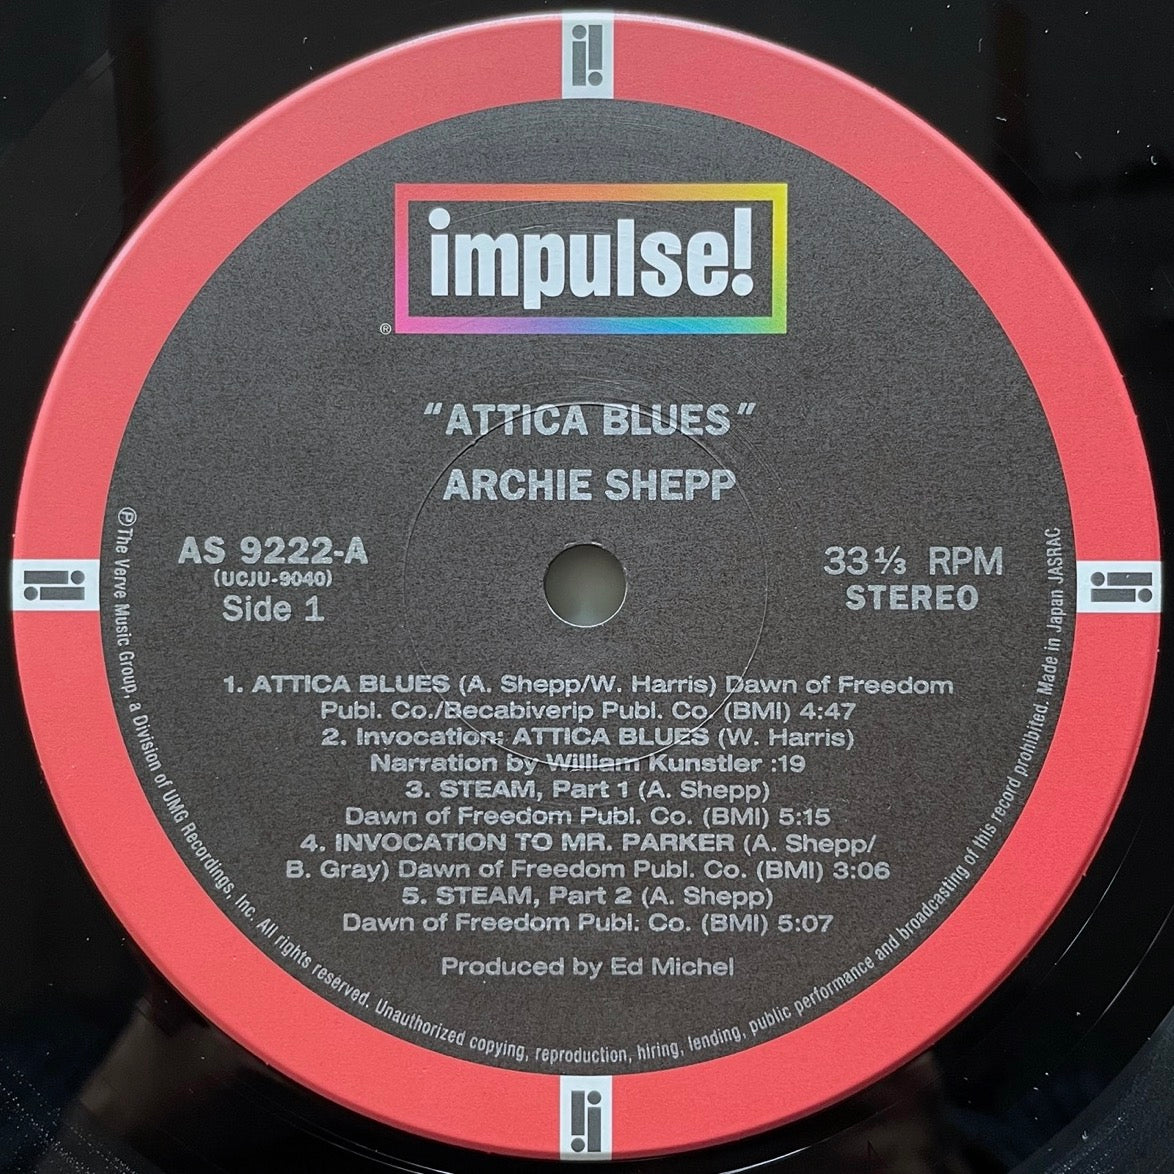 impulse!
®
"ATTICA BLUES"
ARCHIE SHEPP
AS 9222-A
(UCJU-9040)
Side 1
33⅓ RPM
STEREO
1. ATTICA BLUES (A. Shepp/W. Harris) Dawn of Freedom
Publ. Co./Becabiverip Publ. Co. (BMI) 4:47
2. Invocation: ATTICA BLUES (W. Harris)
Narration by William Kunstler :19
3. STEAM, Part 1 (A. Shepp)
Dawn of Freedom Publ. Co. (BMI) 5:15
4. INVOCATION TO MR. PARKER (A. Shepp/
B. Gray) Dawn of Freedom Publ. Co. (BMI) 3:06
5. STEAM, Part 2 (A. Shepp)
Dawn of Freedom Publ. Co. (BMI) 5:07
Produced by Ed Michel
℗The Verve Music Group, a Division of UMG Recordings, Inc. All rights reserved. Unauthorized copying, reproduction, hiring, lending, public performance and broadcasting of this record prohibited. Made in Japan JASRAC